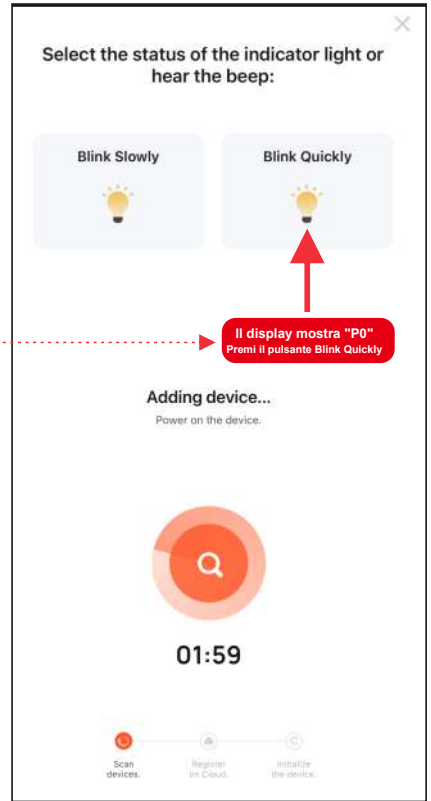 Select the status of the indicator light or
hear the beep:
Blink Slowly
Blink Quickly
Il display mostra "P0"
Premi il pulsante Blink Quickly
Adding device...
Power on the device.
01:59
Scan
devices.
Register
on Cloud.
Initialize
the device.